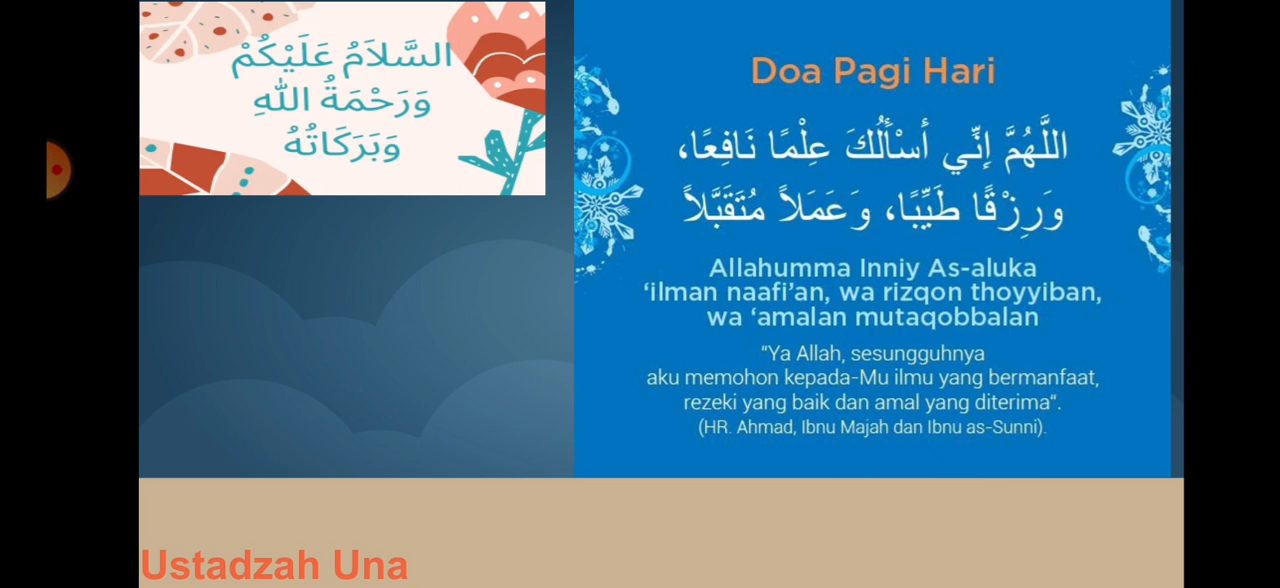 السَّلاَمُ عَلَيْكُمْ
وَرَحْمَةُ اللهِ
وَبَرَكَاتُهُ
Doa Pagi Hari
اللَّهُمَّ إِنِّي أَسْأَلُكَ عِلْمًا نَافِعًا،
وَرِزْقًا طَيِّبًا، وَعَمَلاً مُتَقَبَّلاً
Allahumma Inniy As-aluka
‘ilman naafi’an, wa rizqon thoyyiban,
wa ‘amalan mutaqobbalan
“Ya Allah, sesungguhnya
aku memohon kepada-Mu ilmu yang bermanfaat,
rezeki yang baik dan amal yang diterima“.
(HR. Ahmad, Ibnu Majah dan Ibnu as-Sunni).
Ustadzah Una